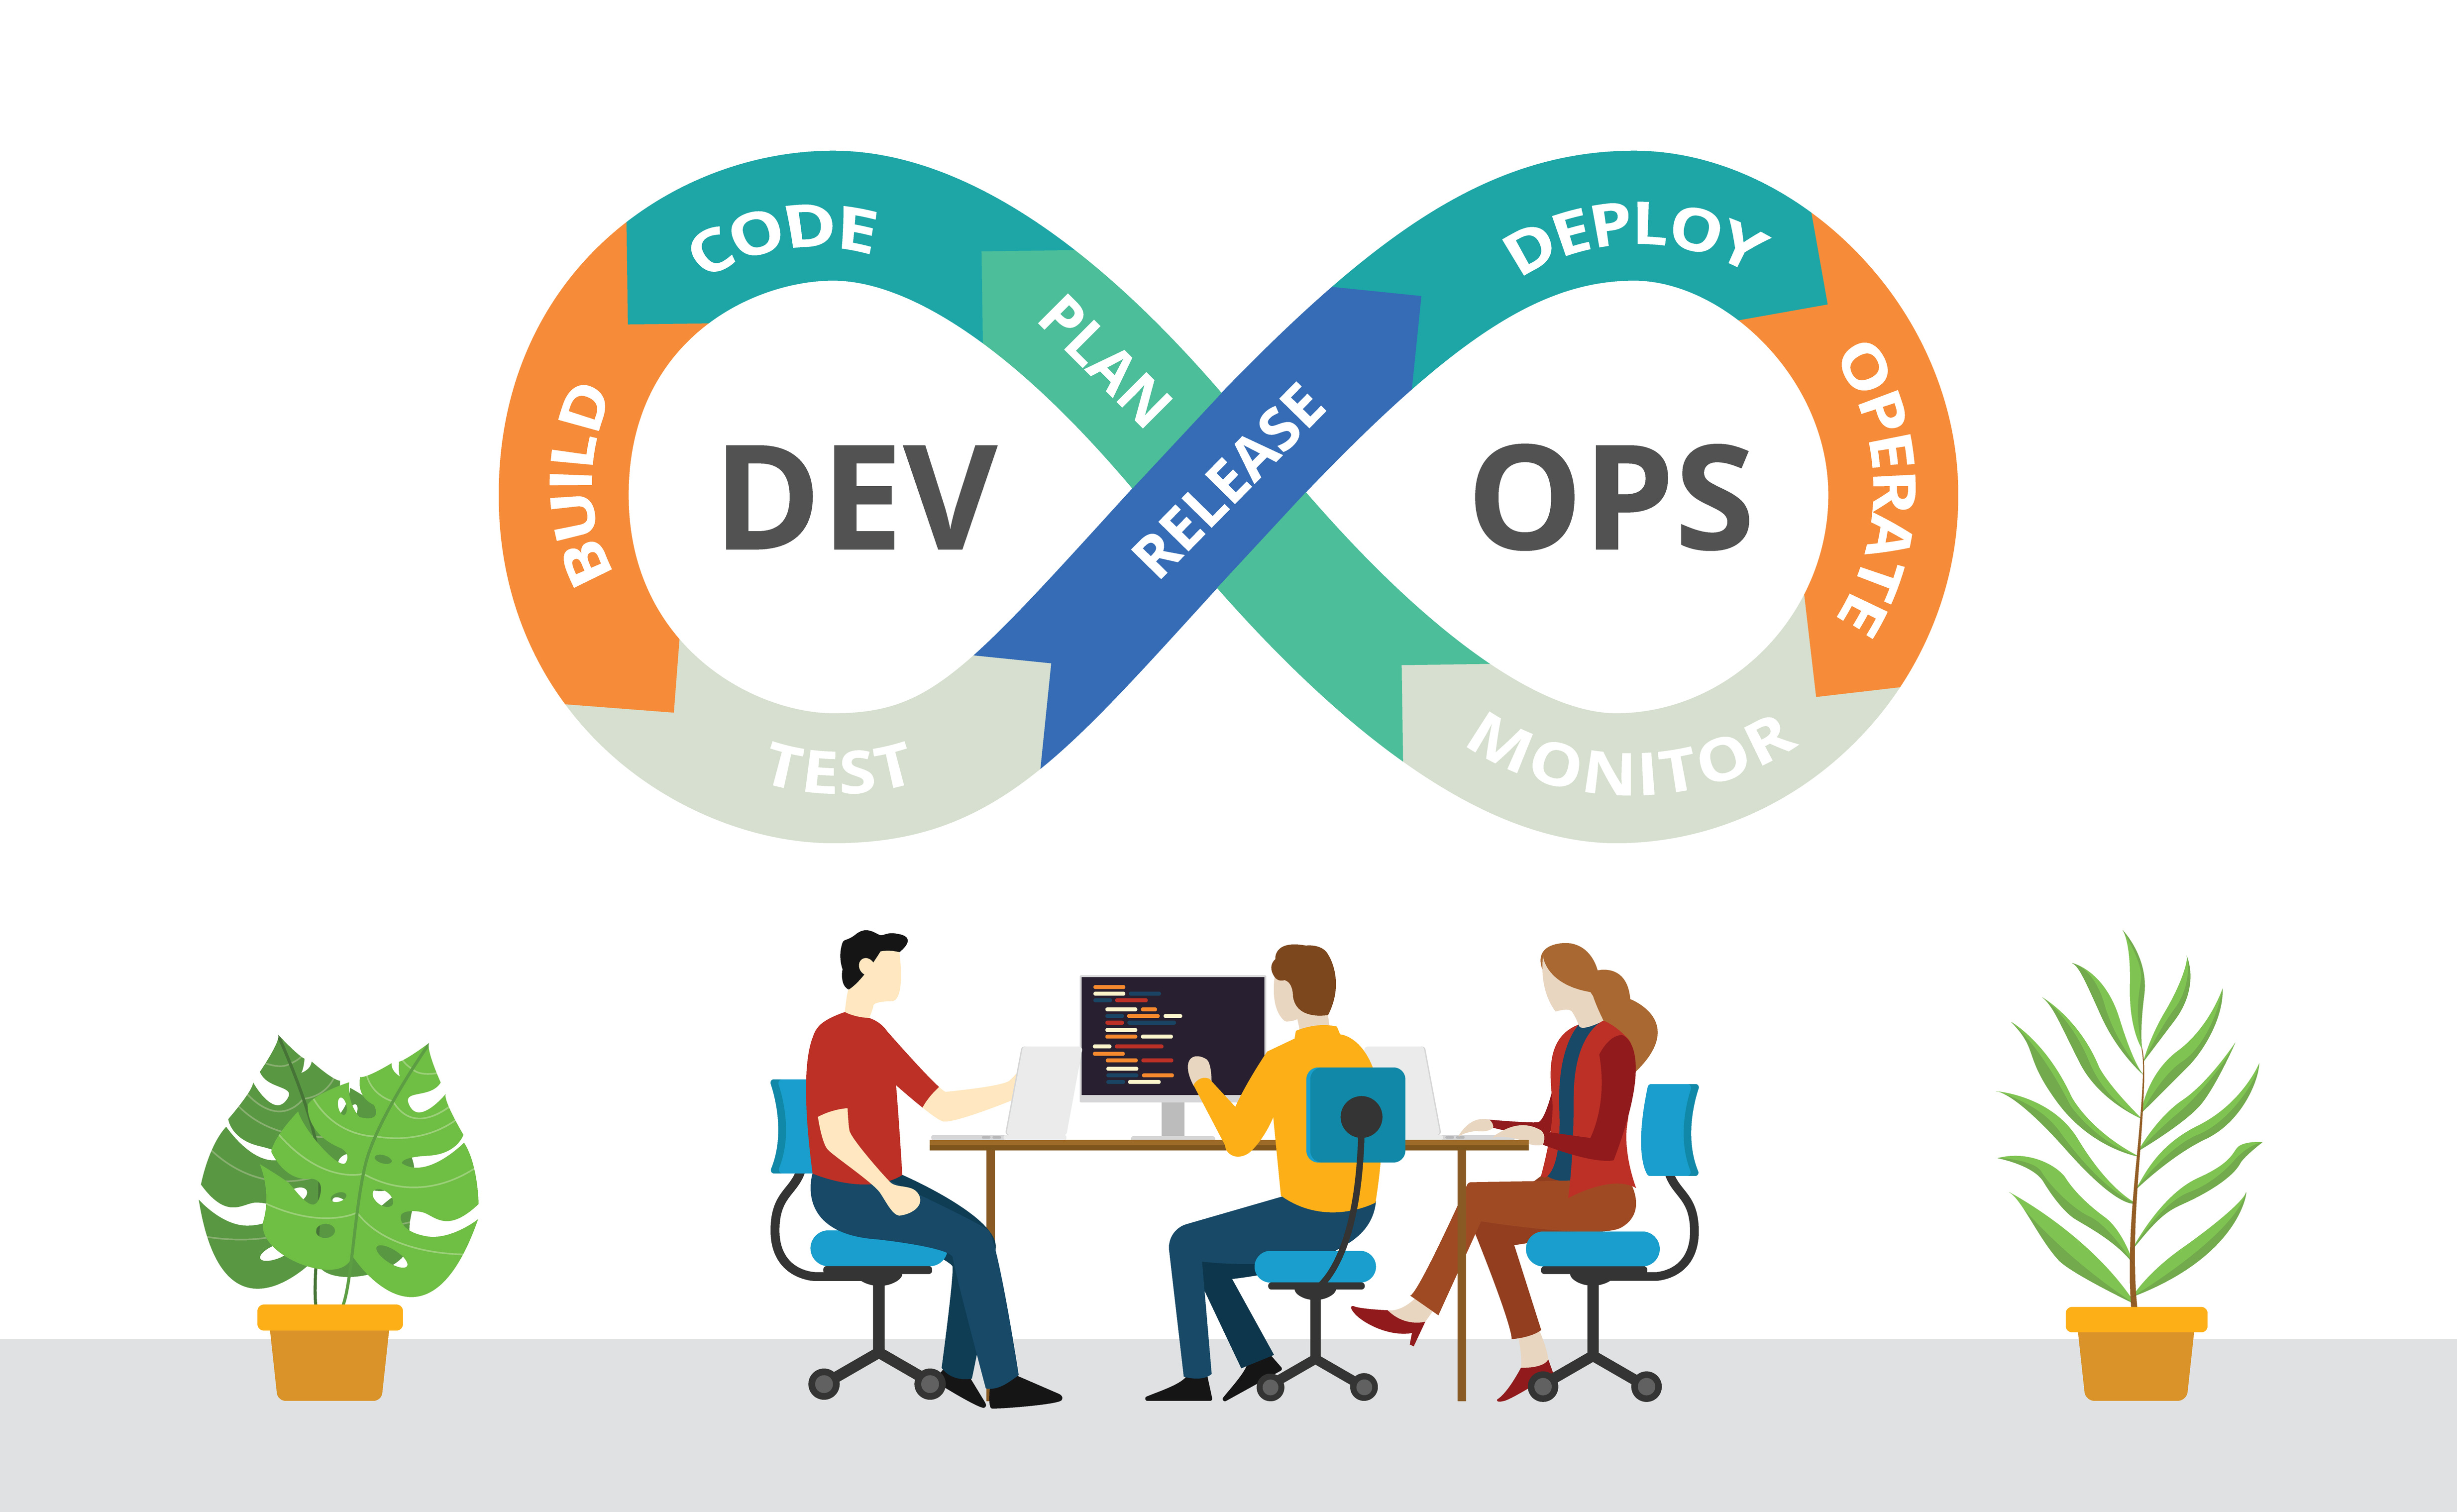 PLAN
CODE
BUILD
TEST
RELEASE
DEPLOY
OPERATE
MONITOR
DEV
OPS